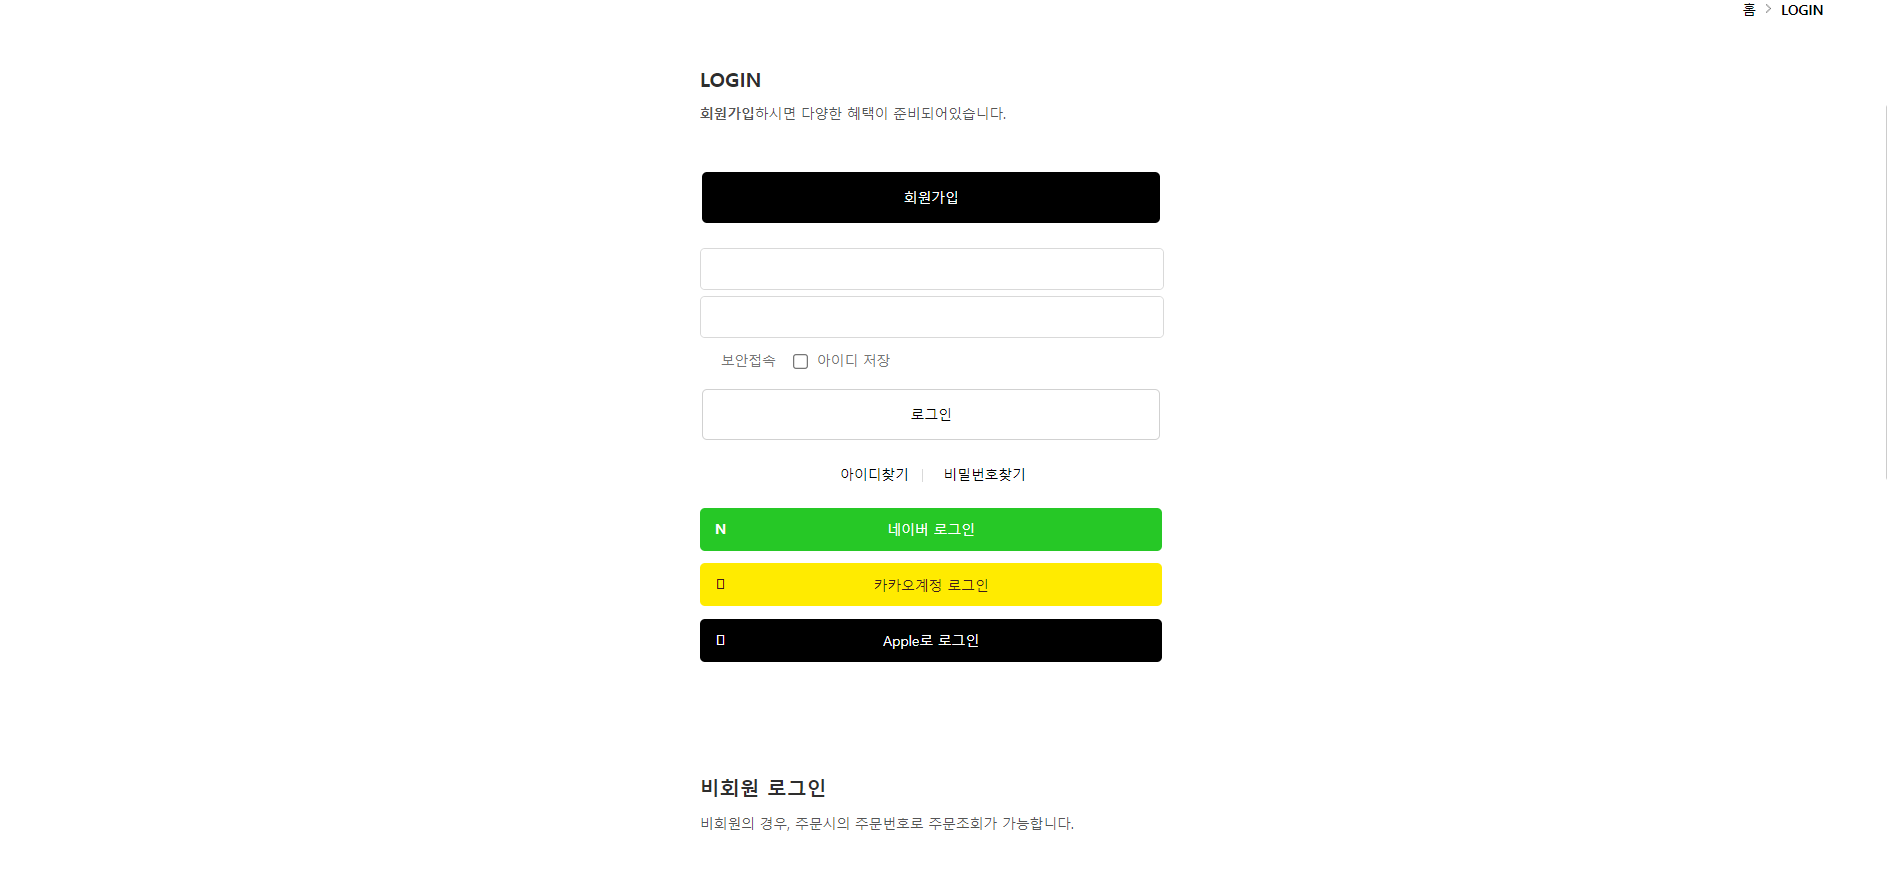 홈 > LOGIN
LOGIN
회원가입하시면 다양한 혜택이 준비되어있습니다.
회원가입
보안접속 아이디 저장
로그인
아이디찾기 | 비밀번호찾기
N 네이버 로그인
카카오계정 로그인
Apple로 로그인
비회원 로그인
비회원의 경우, 주문시의 주문번호로 주문조회가 가능합니다.